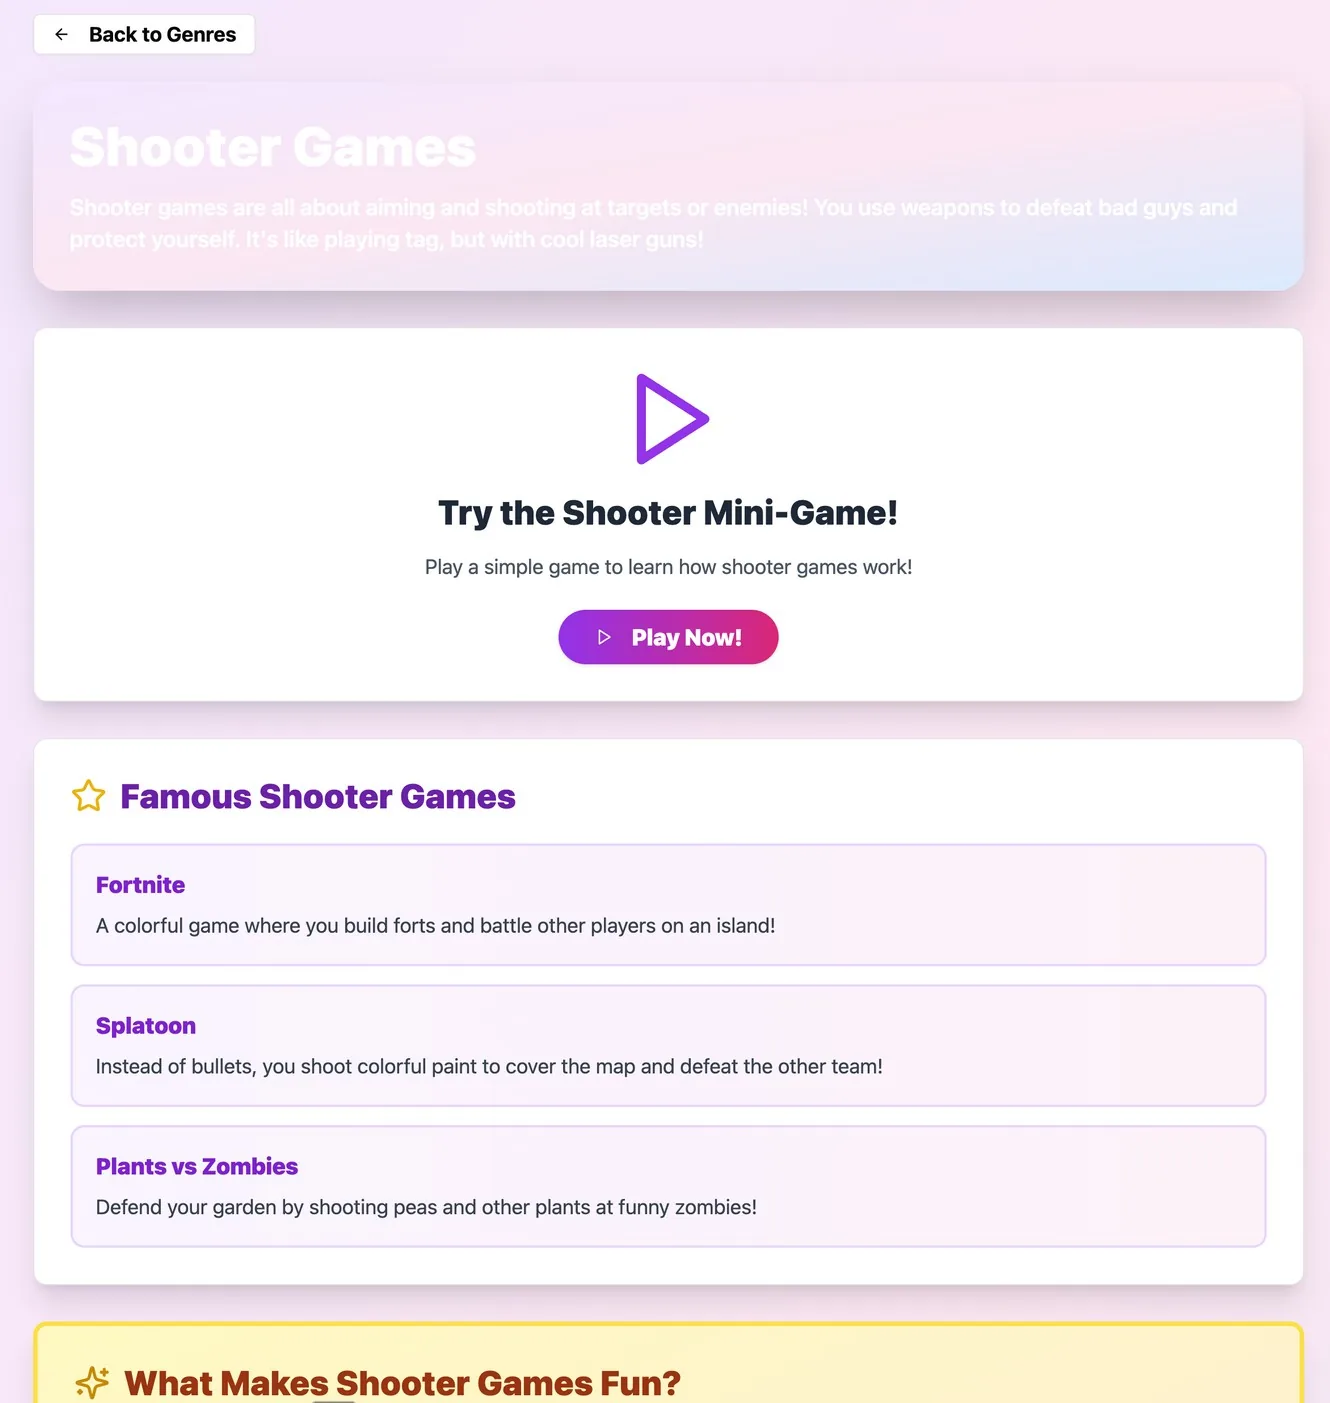 Back to Genres
Shooter Games
Shooter games are all about aiming and shooting at targets or enemies! You use weapons to defeat bad guys and
protect yourself. It's like playing tag, but with cool laser guns!
Try the Shooter Mini-Game!
Play a simple game to learn how shooter games work!
Play Now!
Famous Shooter Games
Fortnite
A colorful game where you build forts and battle other players on an island!
Splatoon
Instead of bullets, you shoot colorful paint to cover the map and defeat the other team!
Plants vs Zombies
Defend your garden by shooting peas and other plants at funny zombies!
What Makes Shooter Games Fun?